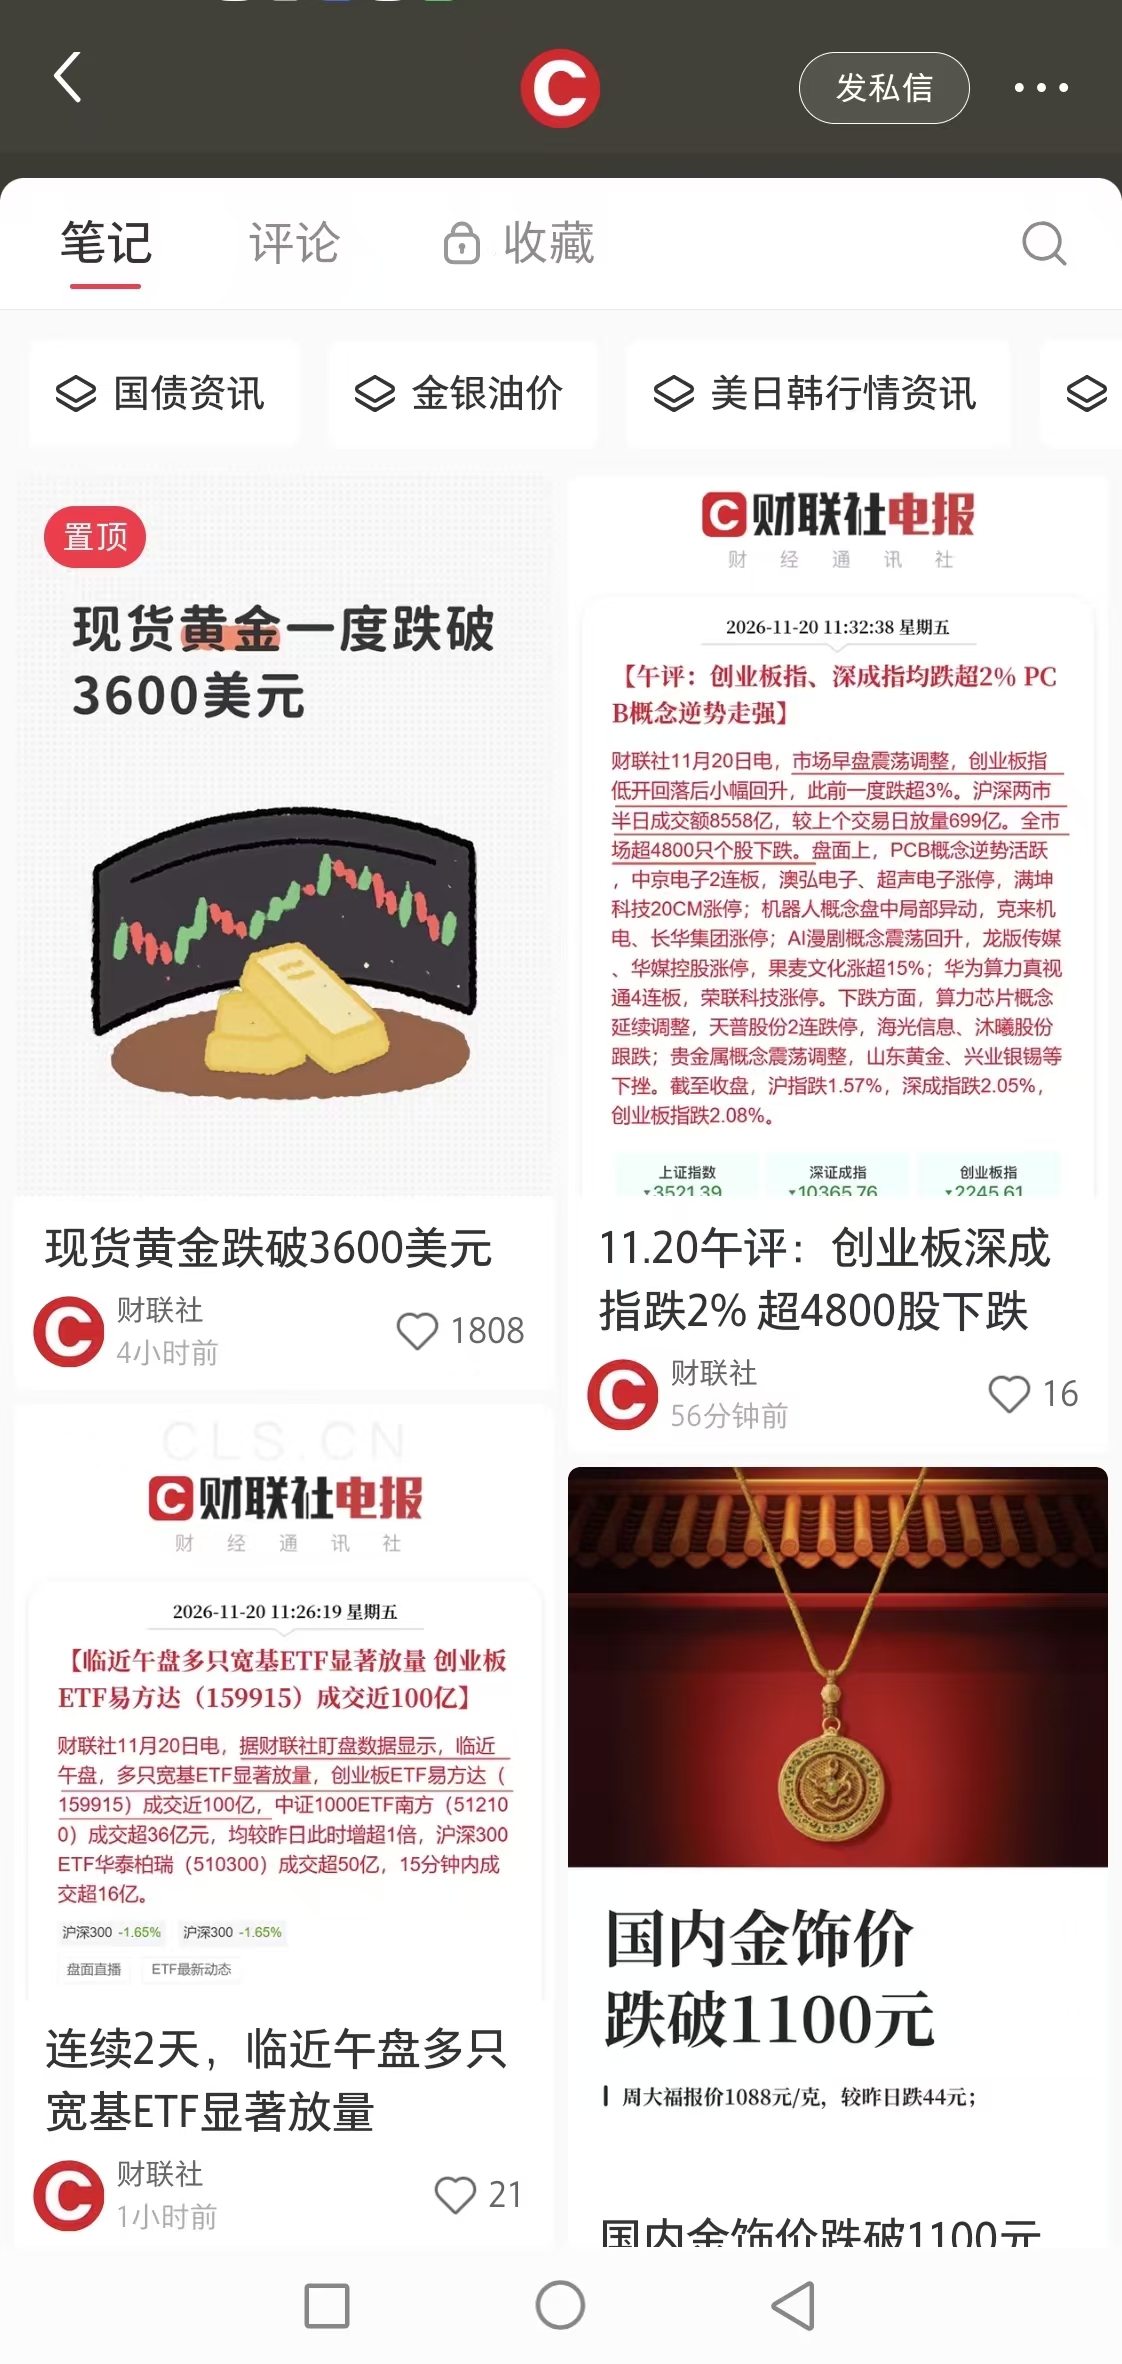 发私信
笔记
评论
收藏
国债资讯
金银油价
美日韩行情资讯
置顶
现货黄金一度跌破
3600美元
现货黄金跌破3600美元
财联社
4小时前
1808
财联社电报
财经通讯社
2026-11-20 11:32:38 星期五
【午评：创业板指、深成指均跌超2% PC
B概念逆势走强】
财联社11月20日电，市场早盘震荡调整，创业板指
低开回落后小幅回升，此前一度跌超3%。沪深两市
半日成交额8558亿，较上个交易日放量699亿。全市
场超4800只个股下跌。盘面上，PCB概念逆势活跃
，中京电子2连板，澳弘电子、超声电子涨停，满坤
科技20CM涨停；机器人概念盘中局部异动，克来机
电、长华集团涨停；AI漫剧概念震荡回升，龙版传媒
、华媒控股涨停，果麦文化涨超15%；华为算力真视
通4连板，荣联科技涨停。下跌方面，算力芯片概念
延续调整，天普股份2连跌停，海光信息、沐曦股份
跟跌；贵金属概念震荡调整，山东黄金、兴业银锡等
下挫。截至收盘，沪指跌1.57%，深成指跌2.05%，
创业板指跌2.08%。
上证指数
深证成指
创业板指
▾3521.39
▾10365.76
▾2245.61
11.20午评：创业板深成
指跌2% 超4800股下跌
财联社
56分钟前
16
CLS.CN
财联社电报
财经通讯社
2026-11-20 11:26:19 星期五
【临近午盘多只宽基ETF显著放量 创业板
ETF易方达（159915）成交近100亿】
财联社11月20日电，据财联社盯盘数据显示，临近
午盘，多只宽基ETF显著放量，创业板ETF易方达（
159915）成交近100亿，中证1000ETF南方（51210
0）成交超36亿元，均较昨日此时增超1倍，沪深300
ETF华泰柏瑞（510300）成交超50亿，15分钟内成
交超16亿。
沪深300 -1.65%
沪深300 -1.65%
盘面直播
ETF最新动态
连续2天，临近午盘多只
宽基ETF显著放量
财联社
1小时前
21
国内金饰价
跌破1100元
周大福报价1088元/克，较昨日跌44元；
国内金饰价跌破1100元